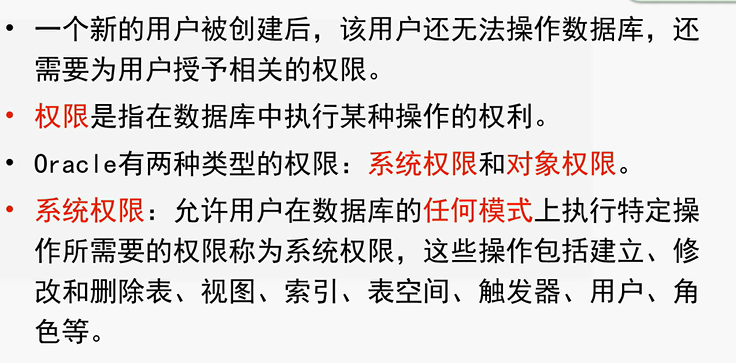 • 一个新的用户被创建后，该用户还无法操作数据库，还
需要为用户授予相关的权限。
• 权限是指在数据库中执行某种操作的权利。
• Oracle有两种类型的权限：系统权限和对象权限。
• 系统权限：允许用户在数据库的任何模式上执行特定操
作所需要的权限称为系统权限，这些操作包括建立、修
改和删除表、视图、索引、表空间、触发器、用户、角
色等。